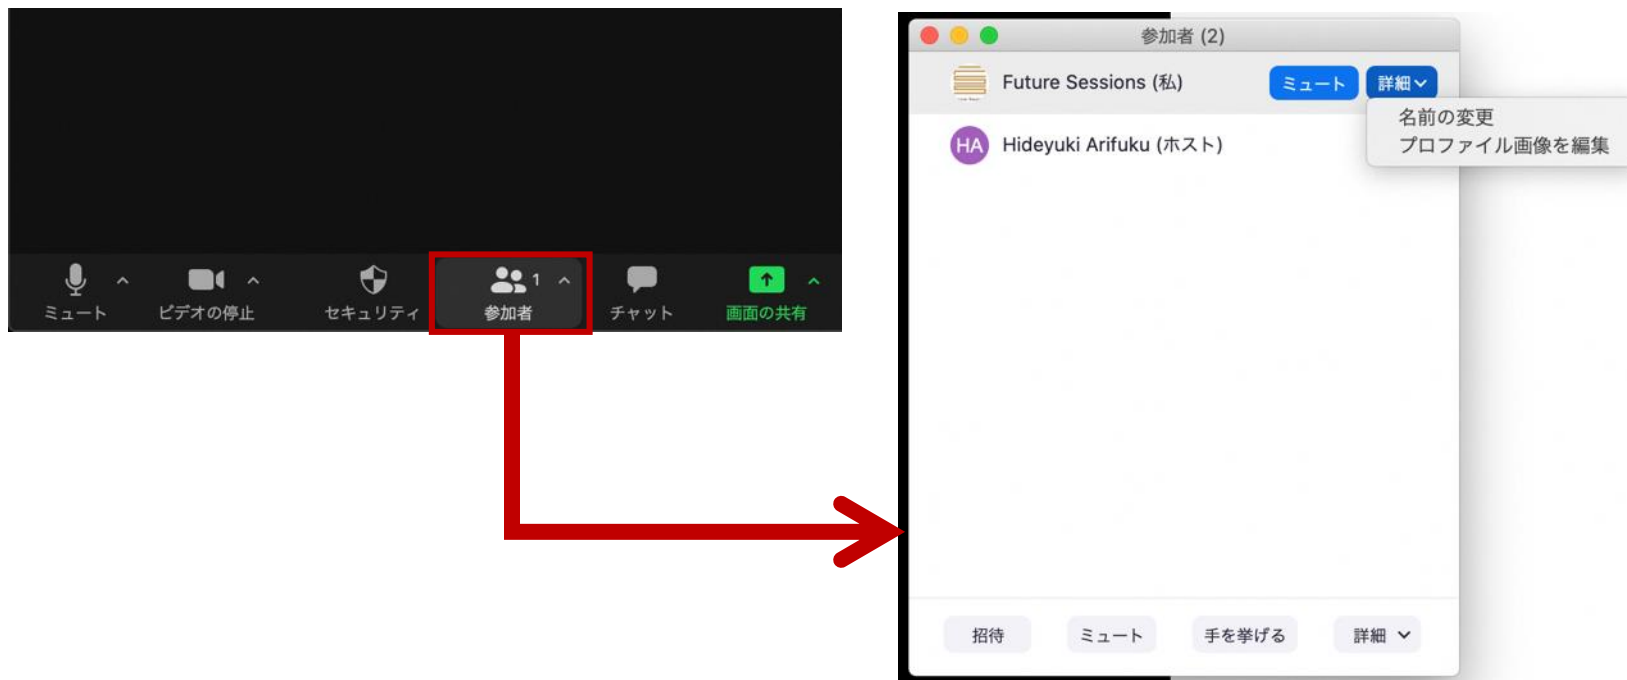 ミュート
ビデオの停止
セキュリティ
1
参加者
チャット
画面の共有
参加者 (2)
Future Sessions (私)
ミュート
詳細
名前の変更
プロファイル画像を編集
HA
Hideyuki Arifuku (ホスト)
招待
ミュート
手を挙げる
詳細